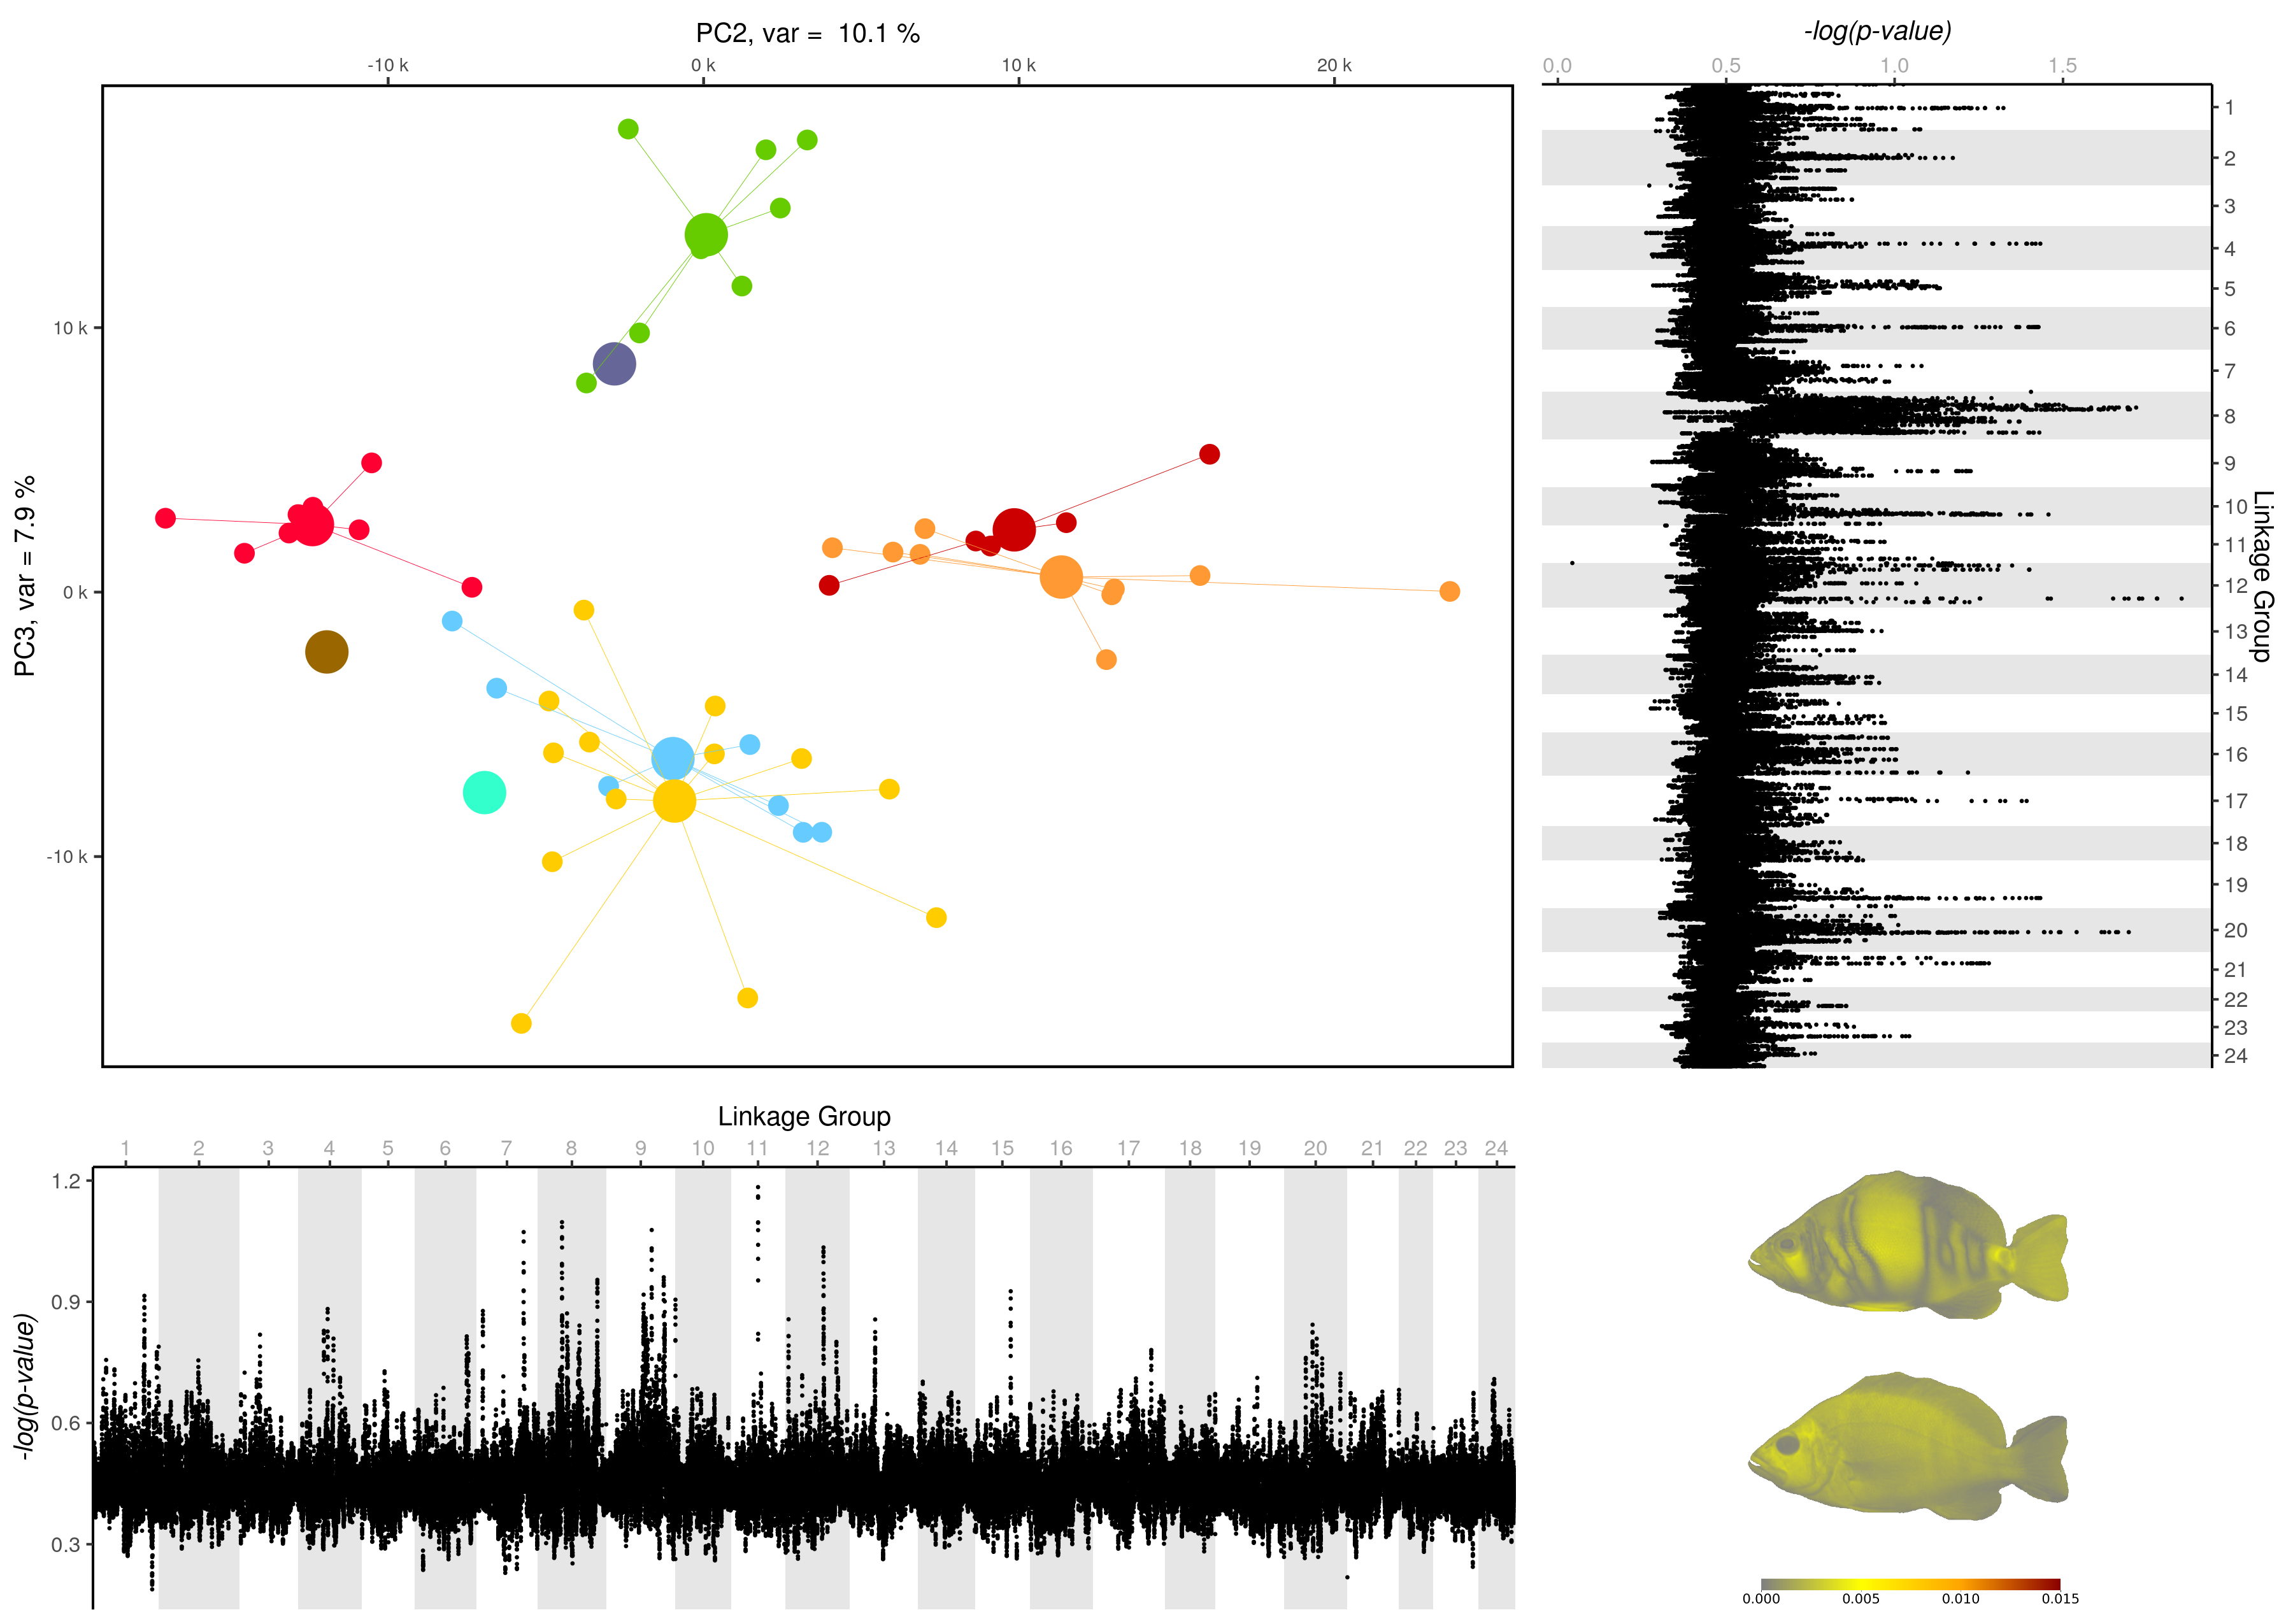 PC2, var = 10.1 %
-10 k 0 k 10 k 20 k
PC3, var = 7.9 %
10 k
0 k
-10 k
-log(p-value)
0.0 0.5 1.0 1.5
1
2
3
4
5
6
7
8
9
10
11
12
13
14
15
16
17
18
19
20
21
22
23
24
Linkage Group
Linkage Group
1 2 3 4 5 6 7 8 9 10 11 12 13 14 15 16 17 18 19 20 21 22 23 24
-log(p-value)
1.2
0.9
0.6
0.3
0.000 0.005 0.010 0.015